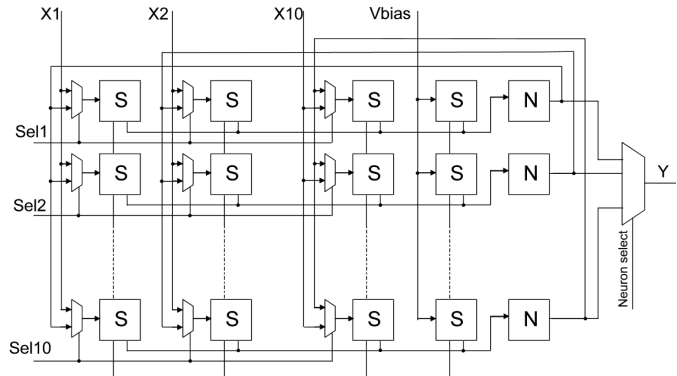 X1 X2 X10 Vbias
S S S S N
Sel1
S S S S N
Y
Sel2
Neuron select
S S S S N
Sel10